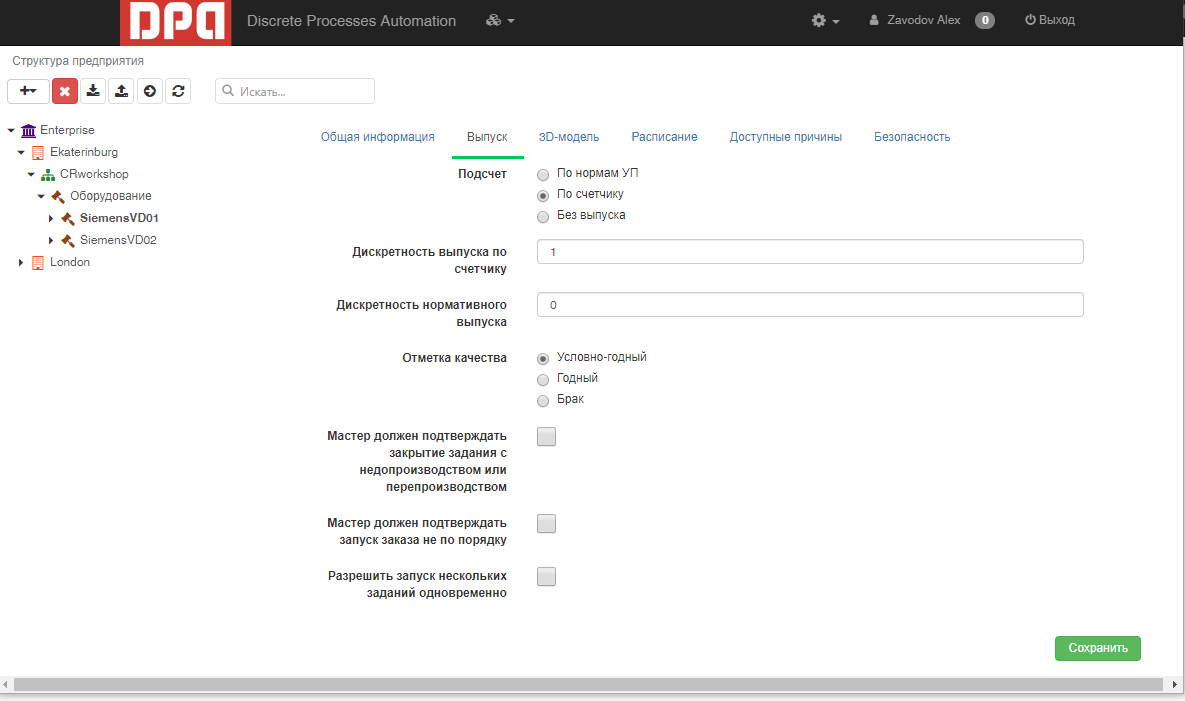 DPA Discrete Processes Automation Zavodov Alex 0 Выход
Структура предприятия
Искать...
Enterprise
Ekaterinburg
CRworkshop
Оборудование
SiemensVD01
SiemensVD02
London
Общая информация Выпуск 3D-модель Расписание Доступные причины Безопасность
Подсчет
По нормам УП
По счетчику
Без выпуска
Дискретность выпуска по
счетчику
1
Дискретность нормативного
выпуска
0
Отметка качества
Условно-годный
Годный
Брак
Мастер должен подтверждать
закрытие задания с
недопроизводством или
перепроизводством
Мастер должен подтверждать
запуск заказа не по порядку
Разрешить запуск нескольких
заданий одновременно
Сохранить